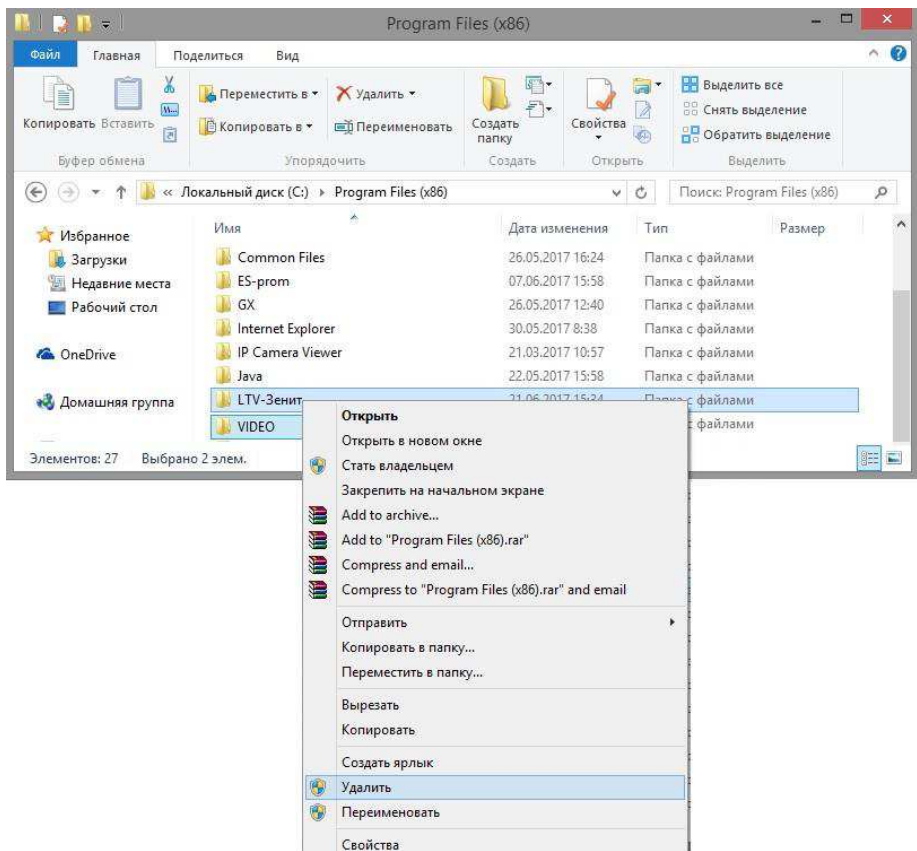 Program Files (x86)
Файл Главная Поделиться Вид
Копировать Вставить
Переместить в
Копировать в
Удалить
Переименовать
Создать папку
Свойства
Выделить все
Снять выделение
Обратить выделение
Буфер обмена Упорядочить Создать Открыть Выделить
« Локальный диск (C:) Program Files (x86) Поиск: Program Files (x86)
Избранное
Загрузки
Недавние места
Рабочий стол
OneDrive
Домашняя группа
Имя Дата изменения Тип Размер
Common Files 26.05.2017 16:24 Папка с файлами
ES-prom 07.06.2017 15:58 Папка с файлами
GX 26.05.2017 12:40 Папка с файлами
Internet Explorer 30.05.2017 8:38 Папка с файлами
IP Camera Viewer 21.03.2017 10:57 Папка с файлами
Java 22.05.2017 15:58 Папка с файлами
LTV-Зенит 21.06.2017 15:34 Папка с файлами
VIDEO с файлами
Элементов: 27 Выбрано 2 элем.
Открыть
Открыть в новом окне
Стать владельцем
Закрепить на начальном экране
Add to archive...
Add to "Program Files (x86).rar"
Compress and email...
Compress to "Program Files (x86).rar" and email
Отправить
Копировать в папку...
Переместить в папку...
Вырезать
Копировать
Создать ярлык
Удалить
Переименовать
Свойства